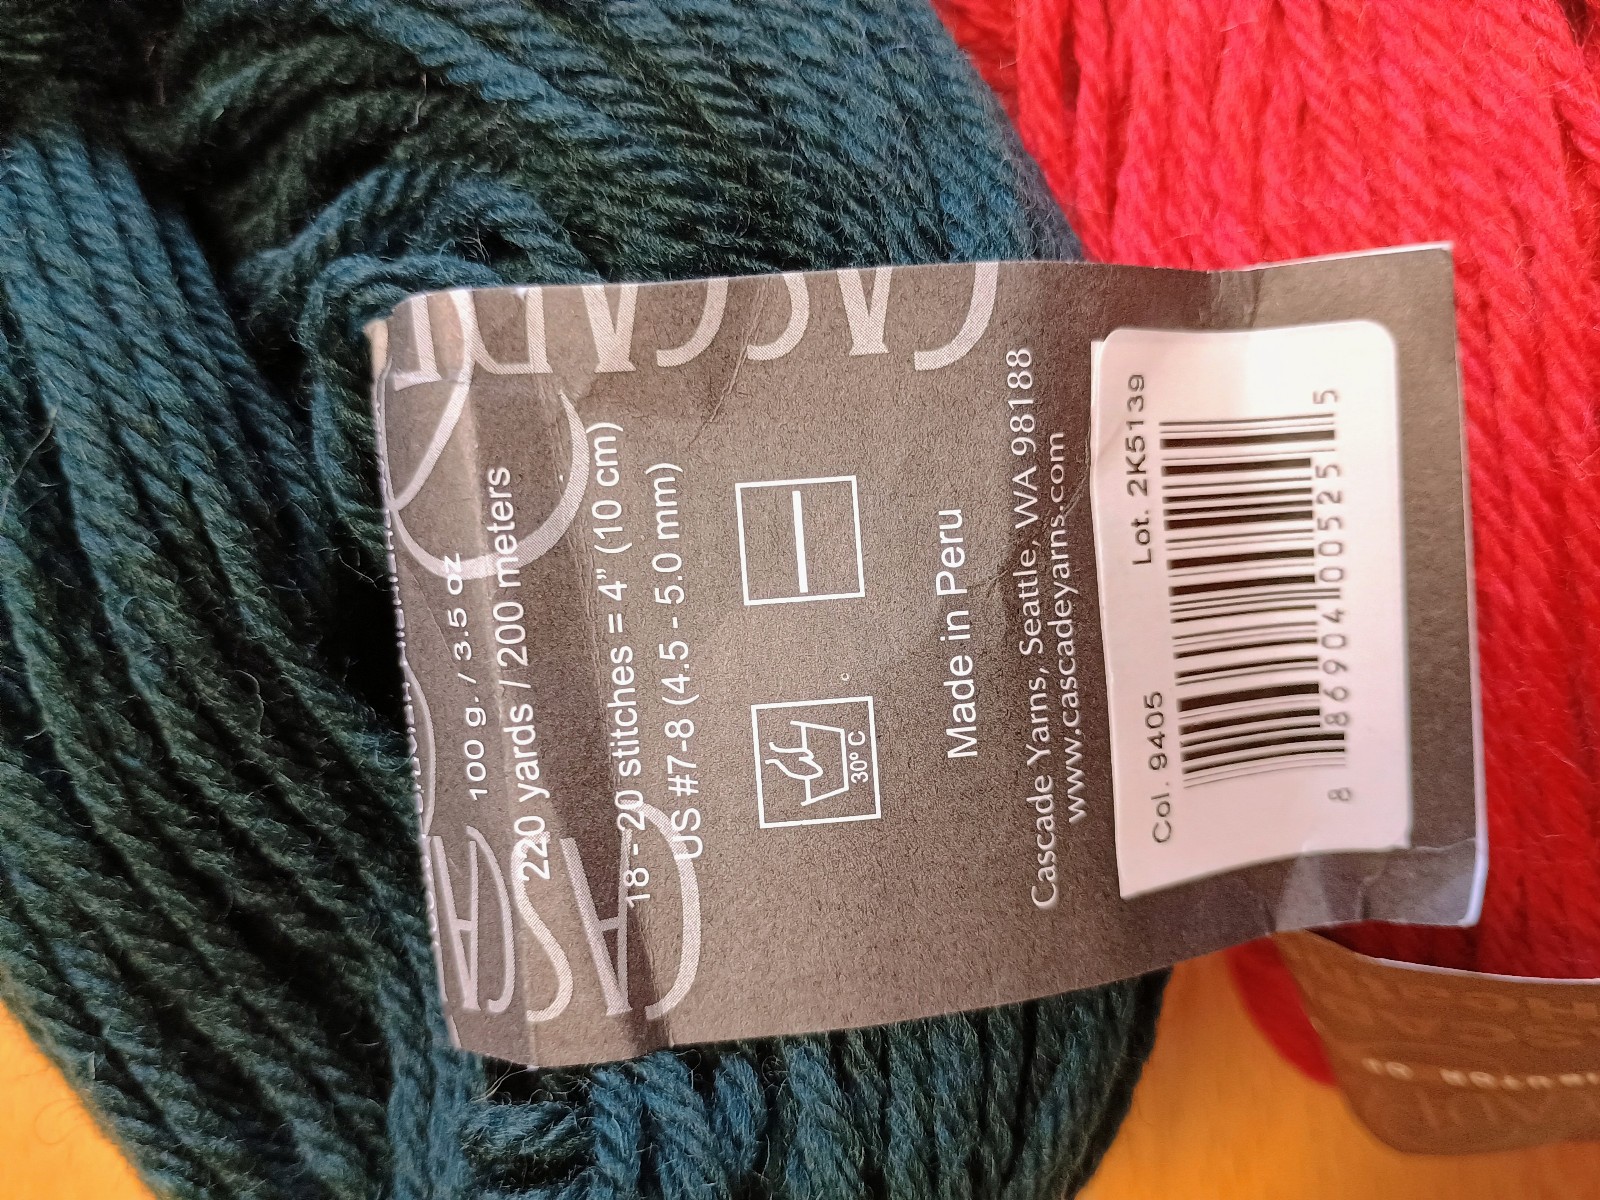 100 g. / 3.5 oz
220 yards / 200 meters
18 - 20 stitches = 4" (10 cm)
US #7-8 (4.5 - 5.0 mm)
30° C
Made in Peru
Cascade Yarns, Seattle, WA 98188
www.cascadeyarns.com
Col. 9405 Lot. 2K5139
8 86904 00525 5
CASCAD
CASCA